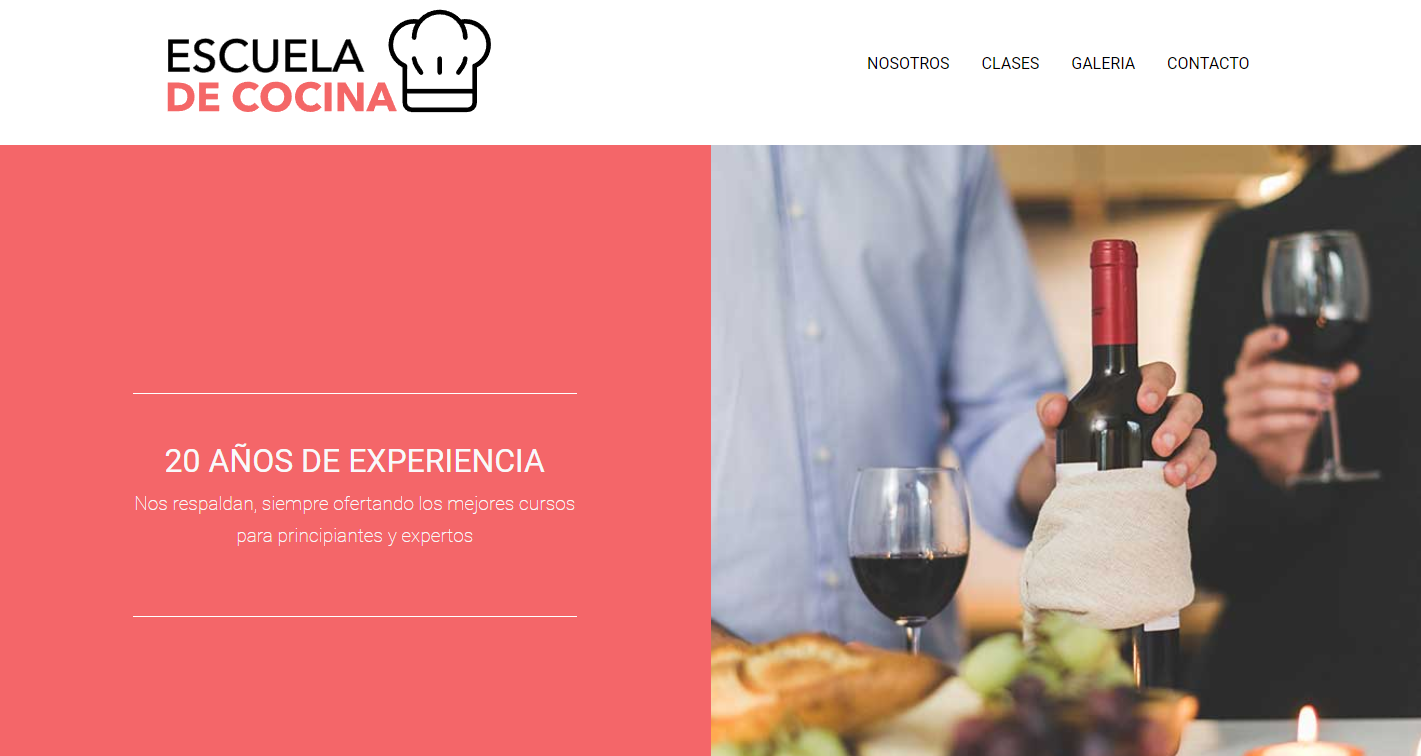 ESCUELA
DE COCINA
NOSOTROS CLASES GALERIA CONTACTO
20 AÑOS DE EXPERIENCIA
Nos respaldan, siempre ofertando los mejores cursos
para principiantes y expertos